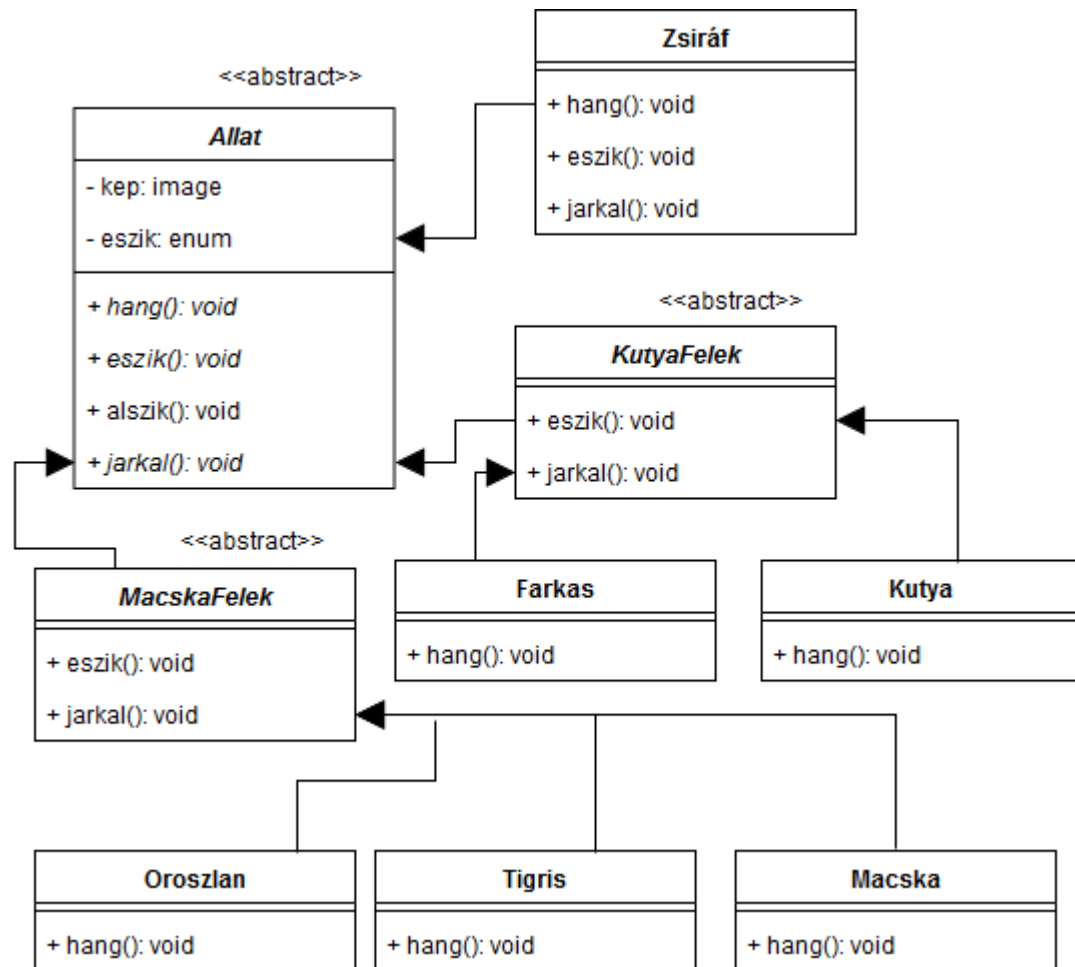 <<abstract>>
Allat
- kep: image
- eszik: enum
+ hang(): void
+ eszik(): void
+ alszik(): void
+ jarkal(): void
Zsiráf
+ hang(): void
+ eszik(): void
+ jarkal(): void
<<abstract>>
KutyaFelek
+ eszik(): void
+ jarkal(): void
<<abstract>>
MacskaFelek
+ eszik(): void
+ jarkal(): void
Farkas
+ hang(): void
Kutya
+ hang(): void
Oroszlan
+ hang(): void
Tigris
+ hang(): void
Macska
+ hang(): void